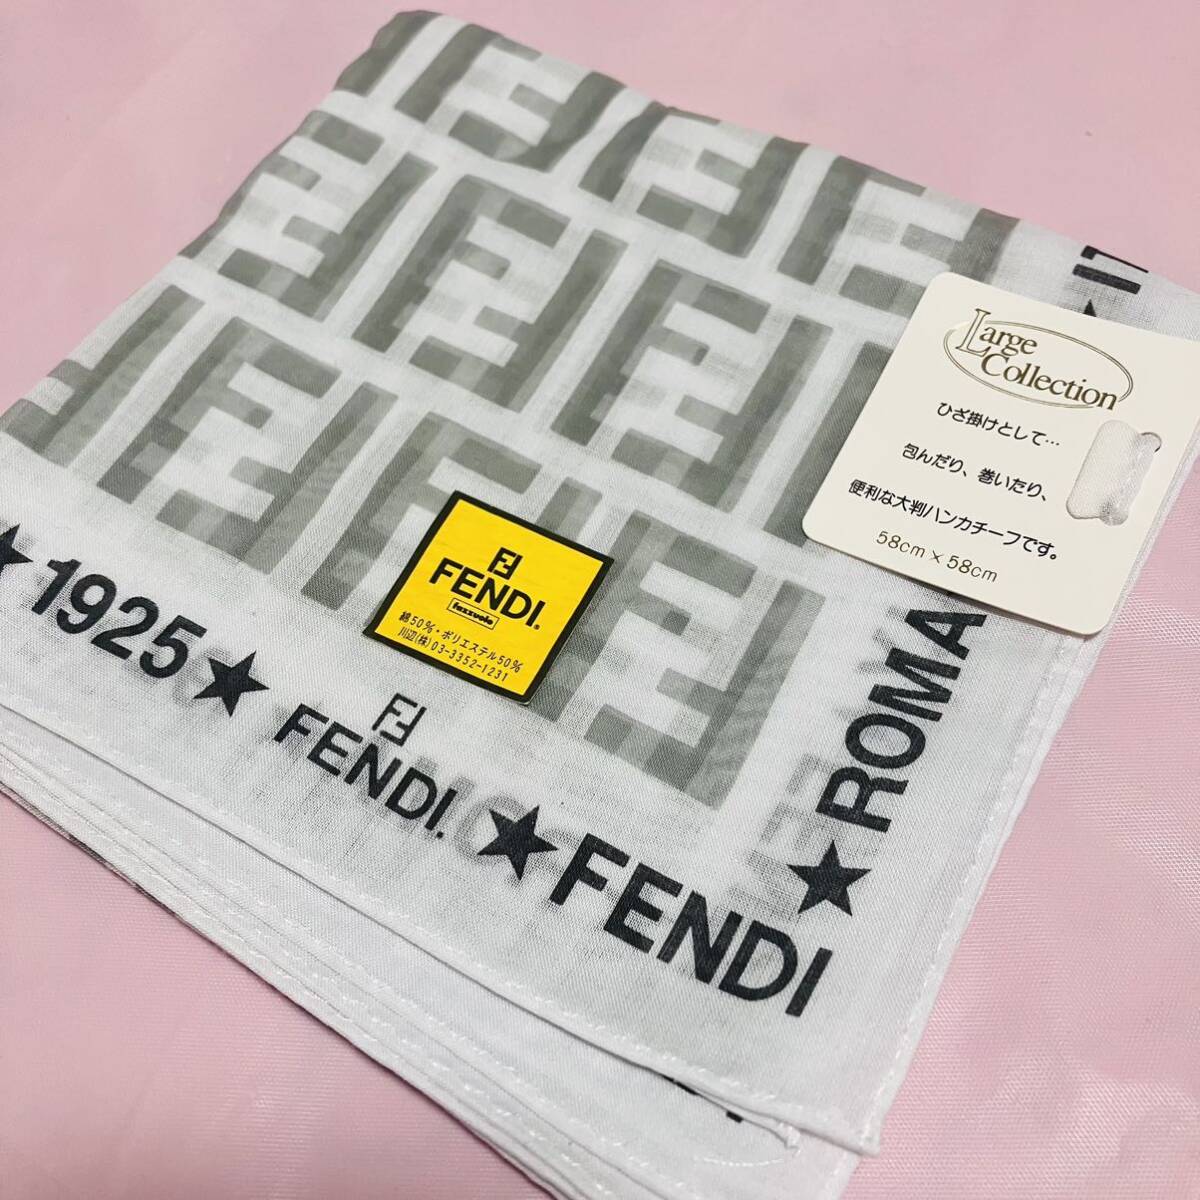 Large
Collection
ひざ掛けとして…
包んだり、巻いたり、
便利な大判ハンカチーフです。
58cm × 58cm
FENDI®
fazzuolo
綿50%・ポリエステル50%
川辺(株)03-3352-1231
★1925★
FENDI.
★FENDI
★ROMA